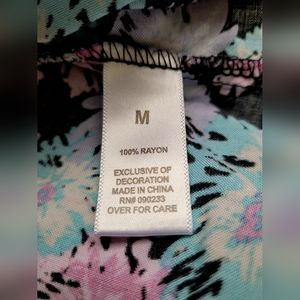 M
100% RAYON
EXCLUSIVE OF
DECORATION
MADE IN CHINA
RN# 090233
OVER FOR CARE